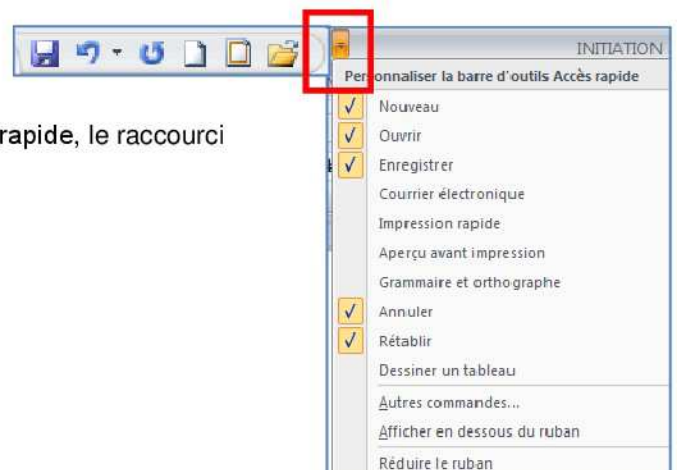 INITIATION
Personnaliser la barre d'outils Accès rapide
rapide, le raccourci
Nouveau
Ouvrir
Enregistrer
Courrier électronique
Impression rapide
Aperçu avant impression
Grammaire et orthographe
Annuler
Rétablir
Dessiner un tableau
Autres commandes...
Afficher en dessous du ruban
Réduire le ruban